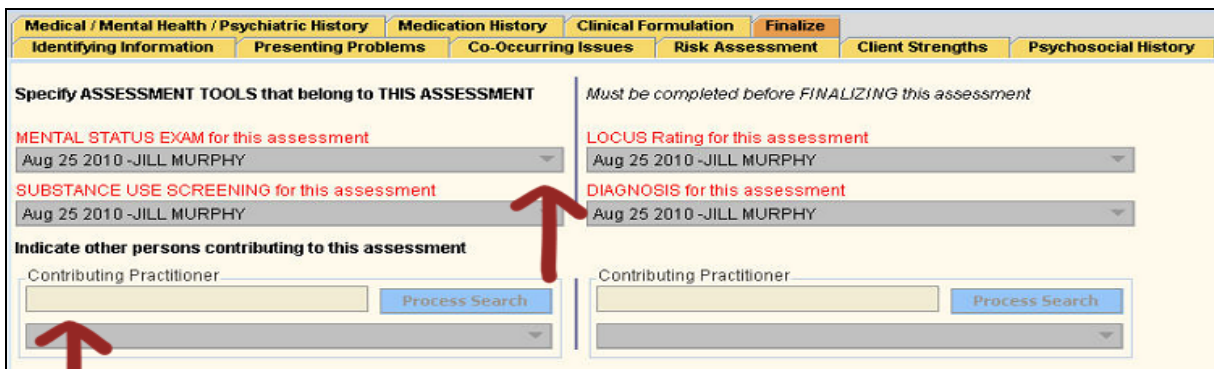 Medical / Mental Health / Psychiatric History Medication History Clinical Formulation Finalize
Identifying Information Presenting Problems Co-Occurring Issues Risk Assessment Client Strengths Psychosocial History
Specify ASSESSMENT TOOLS that belong to THIS ASSESSMENT
Must be completed before FINALIZING this assessment
MENTAL STATUS EXAM for this assessment
LOCUS Rating for this assessment
Aug 25 2010 -JILL MURPHY
Aug 25 2010 -JILL MURPHY
SUBSTANCE USE SCREENING for this assessment
DIAGNOSIS for this assessment
Aug 25 2010 -JILL MURPHY
Aug 25 2010 -JILL MURPHY
Indicate other persons contributing to this assessment
Contributing Practitioner
Contributing Practitioner
Process Search
Process Search